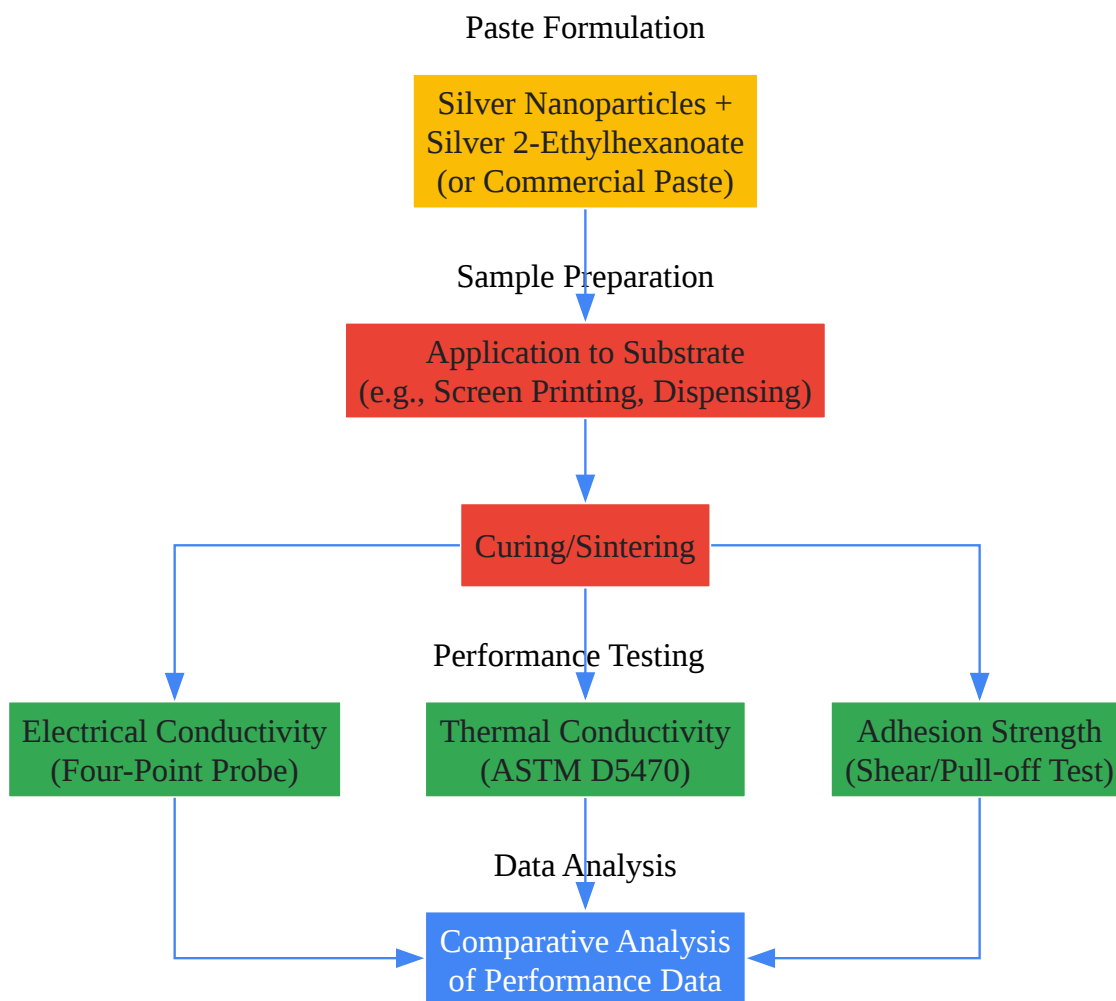 Paste Formulation
Silver Nanoparticles +
Silver 2-Ethylhexanoate
(or Commercial Paste)
Sample Preparation
Application to Substrate
(e.g., Screen Printing, Dispensing)
Curing/Sintering
Performance Testing
Electrical Conductivity
(Four-Point Probe)
Thermal Conductivity
(ASTM D5470)
Adhesion Strength
(Shear/Pull-off Test)
Data Analysis
Comparative Analysis
of Performance Data